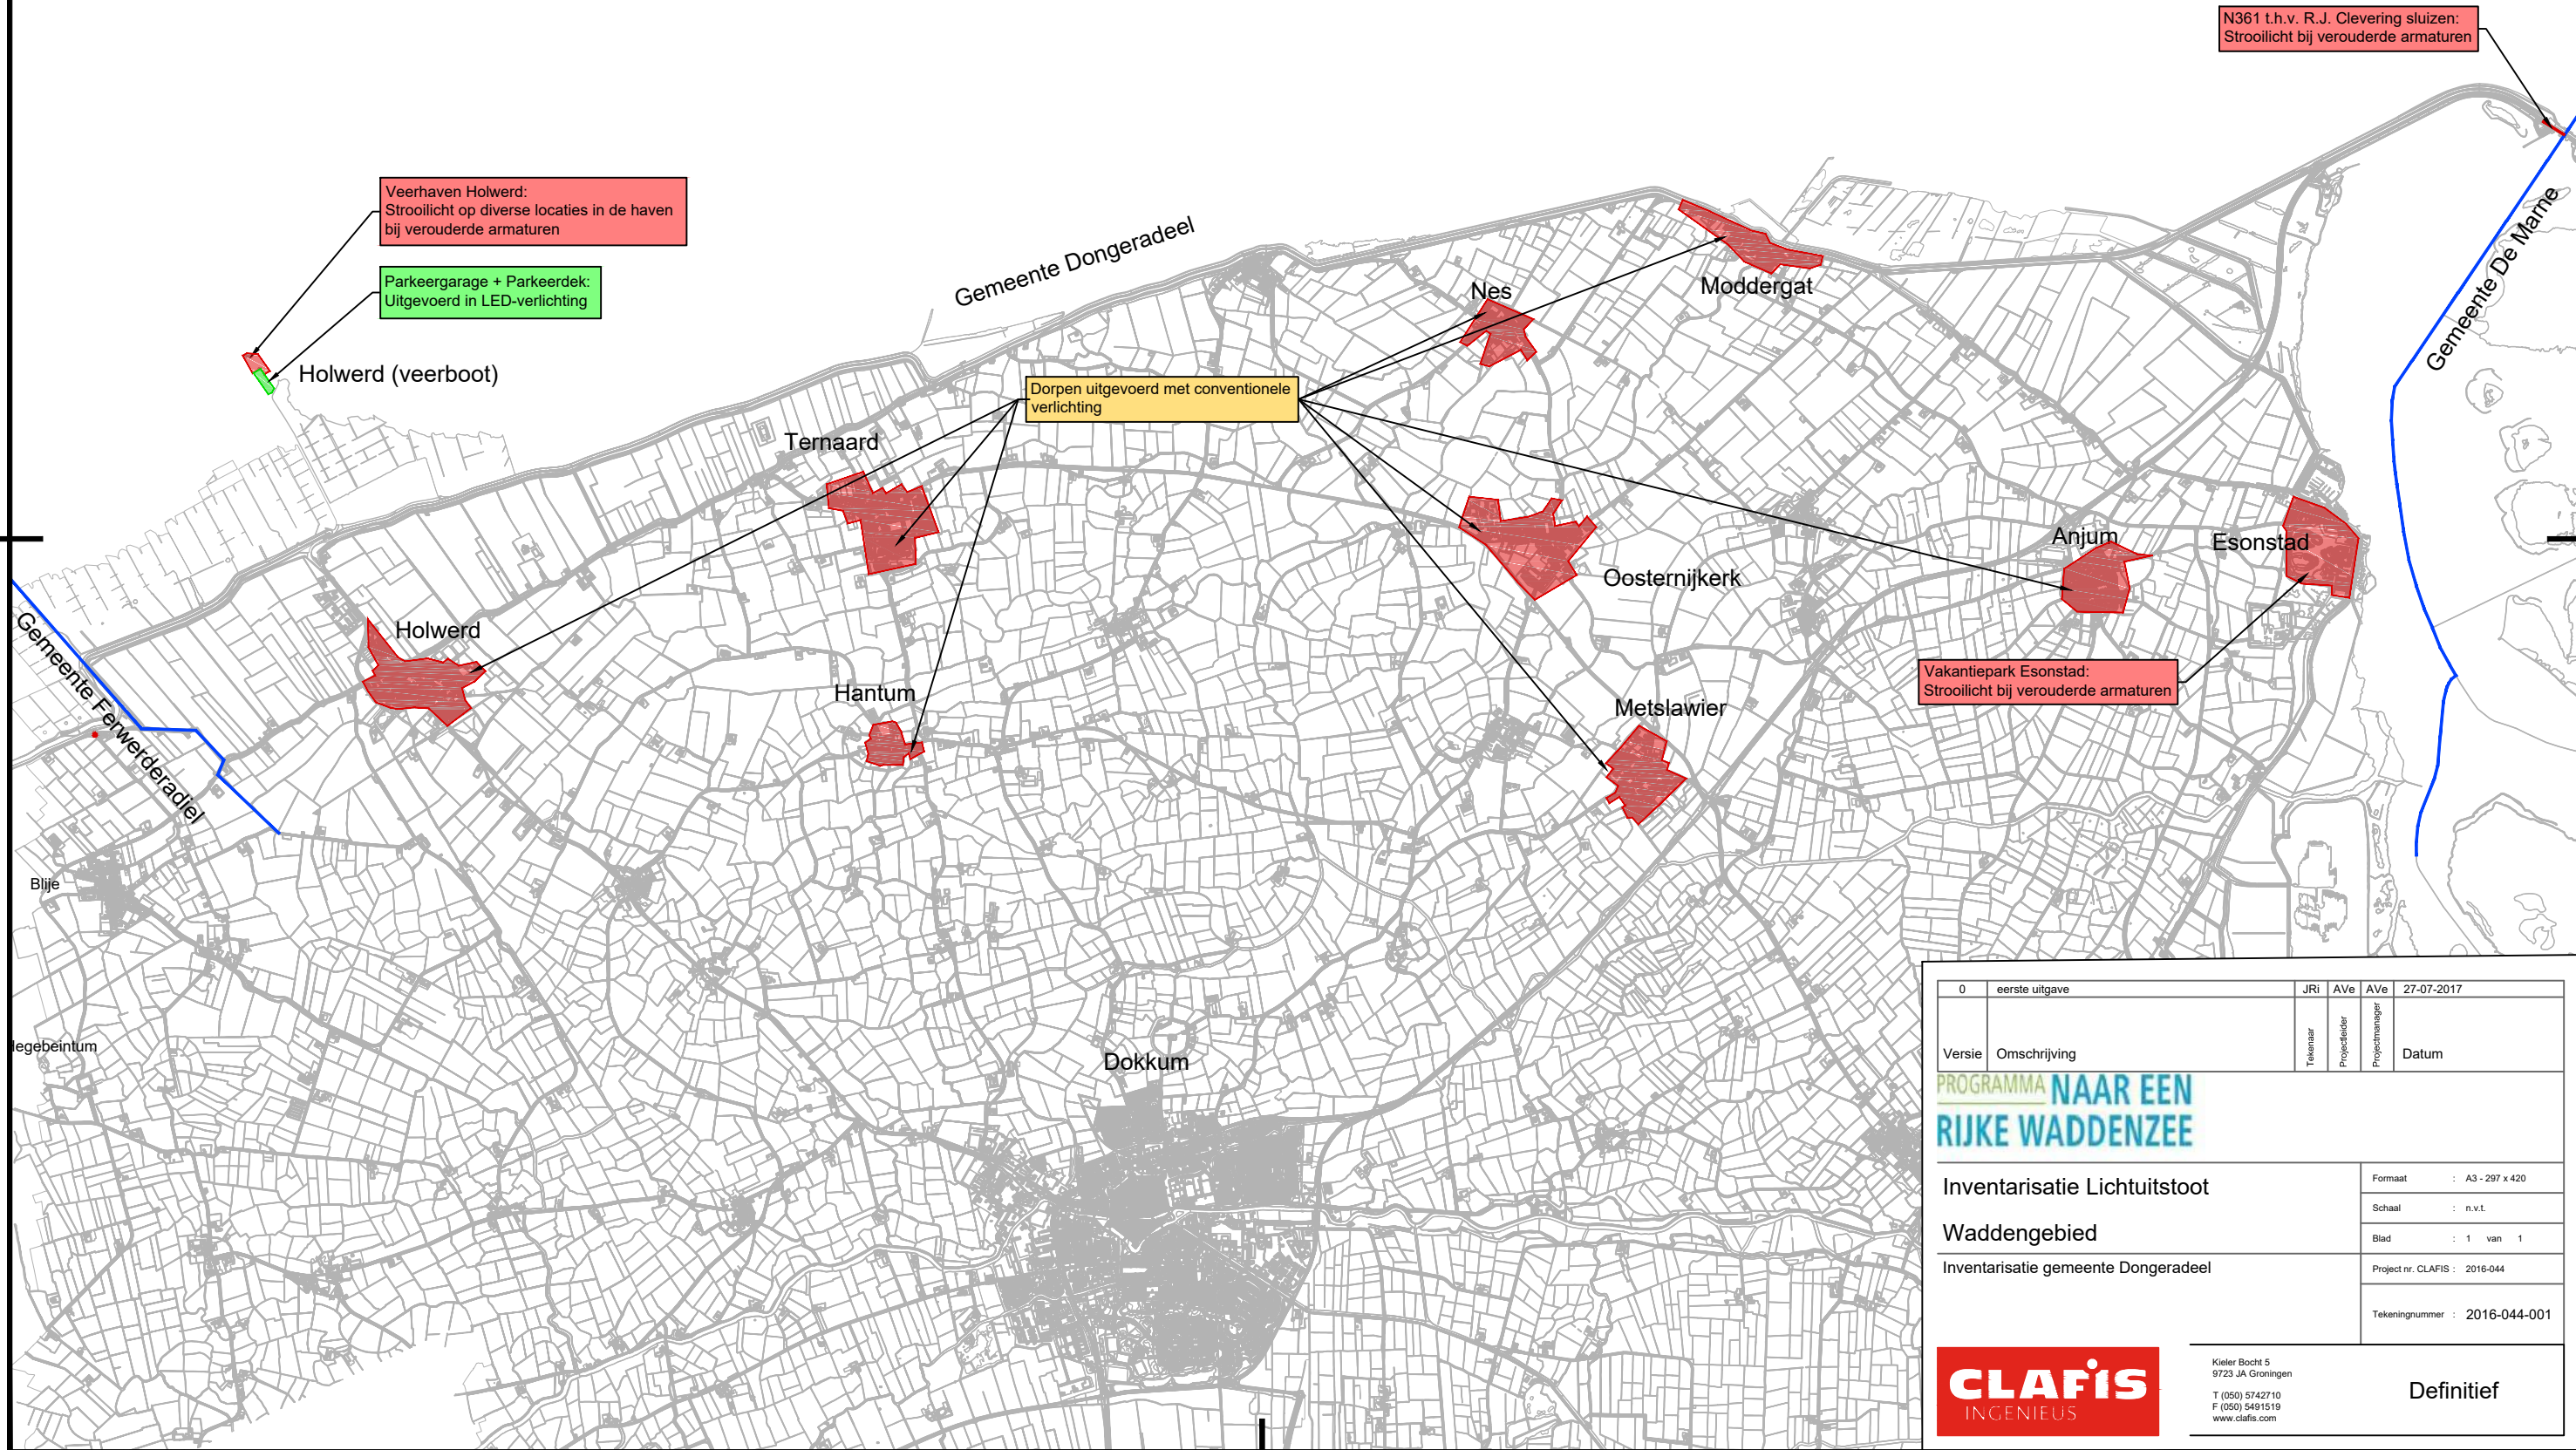 N361 t.h.v. R.J. Clevering sluizen:
Strooilicht bij verouderde armaturen
Veerhaven Holwerd:
Strooilicht op diverse locaties in de haven
bij verouderde armaturen
Parkeergarage + Parkeerdek:
Uitgevoerd in LED-verlichting
Holwerd (veerboot)
Gemeente Dongeradeel
Gemeente De Marne
Nes
Moddergat
Dorpen uitgevoerd met conventionele
verlichting
Ternaard
Oosternijkerk
Anjum
Esonstad
Holwerd
Gemeente Ferwerderadiel
Hantum
Metslawier
Vakantiepark Esonstad:
Strooilicht bij verouderde armaturen
Blije
legebeintum
Dokkum
0 eerste uitgave JRi AVe AVe 27-07-2017
Versie Omschrijving Tekenaar Projectleider Projectmanager Datum
PROGRAMMA NAAR EEN
RIJKE WADDENZEE
Inventarisatie Lichtuitstoot
Waddengebied
Inventarisatie gemeente Dongeradeel
Formaat : A3 - 297 x 420
Schaal : n.v.t.
Blad : 1 van 1
Project nr. CLAFIS : 2016-044
Tekeningnummer : 2016-044-001
CLAFIS
INGENIEUS
Kieler Bocht 5
9723 JA Groningen
T (050) 5742710
F (050) 5491519
www.clafis.com
Definitief